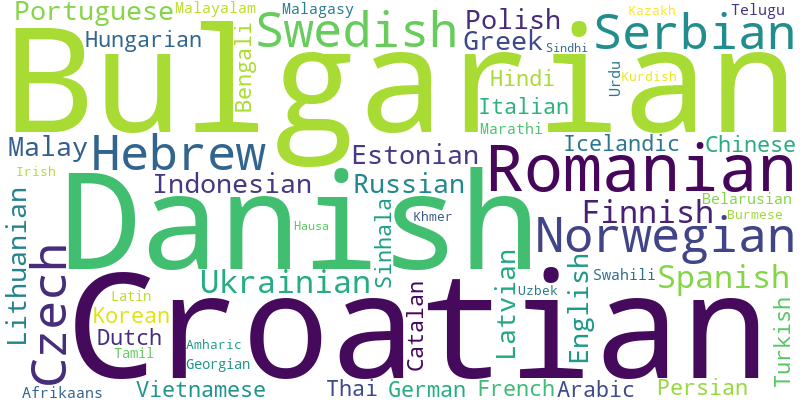 Portuguese
Malayalam
Malagasy
Polish
Kazakh
Telugu
Hungarian
Bengali
Swedish
Greek
Sindhi
Serbian
Bulgarian
Hindi
Urdu
Kurdish
Italian
Marathi
Malay
Hebrew
Estonian
Icelandic
Chinese
Irish
Indonesian
Russian
Romanian
Danish
Lithuanian
Sinhala
Khmer
Hausa
Finnish
Belarusian
Burmese
Norwegian
Czech
Ukrainian
Latvian
English
Swahili
Spanish
Uzbek
Croatian
Latin
Korean
Catalan
Dutch
Tamil
Amharic
Georgian
Turkish
Afrikaans
Vietnamese
Thai
German
French
Arabic
Persian